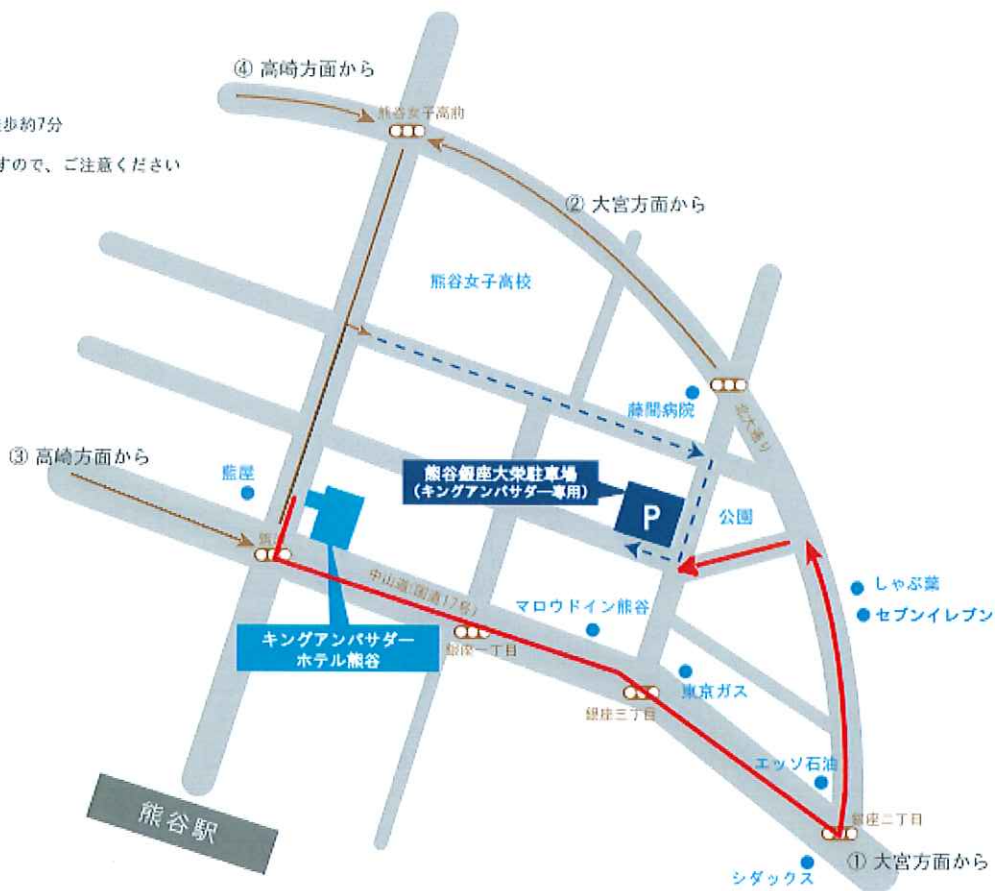 ④ 高崎方面から
熊谷女子高前
歩約7分
すので、ご注意ください
② 大宮方面から
熊谷女子高校
藤間病院
北大通り
③ 高崎方面から
藍屋
熊谷銀座大栄駐車場
(キングアンバサダー専用)
P
公園
しゃぶ葉
セブンイレブン
中山道(国道17号)
マロウドイン熊谷
キングアンバサダー
ホテル熊谷
銀座一丁目
東京ガス
銀座三丁目
エッソ石油
熊谷駅
銀座二丁目
① 大宮方面から
シダックス